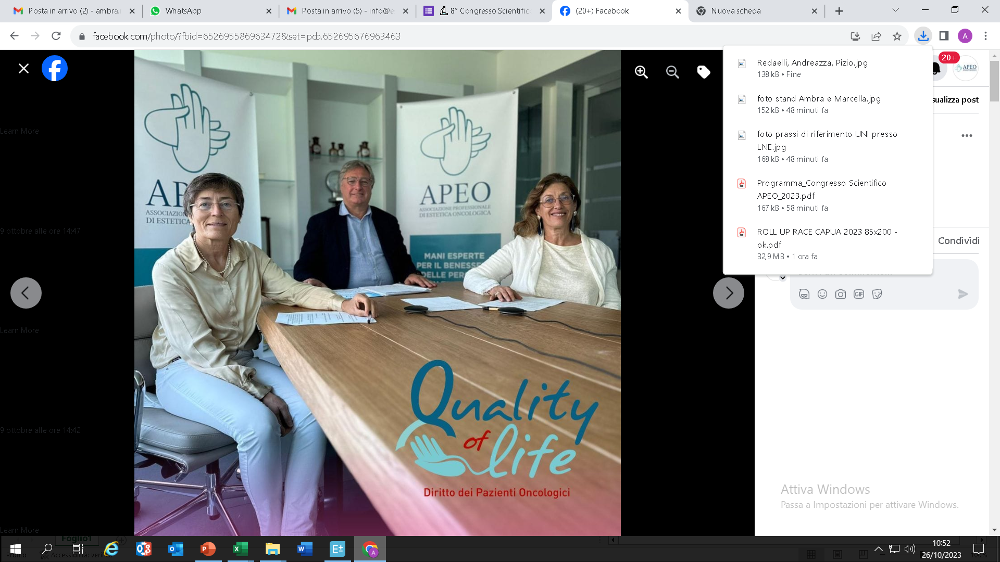 Posta in arrivo (2) - ambra.
WhatsApp
Posta in arrivo (5) - info@e
8° Congresso Scientifico
(20+) Facebook
Nuova scheda
facebook.com/photo/?fbid=652695586963472&set=pcb.652695676963463
A
Redaelli, Andreazza, Pizio.jpg
138 kB • Fine
foto stand Ambra e Marcella.jpg
152 kB • 48 minuti fa
foto prassi di riferimento UNI presso
LNE.jpg
168 kB • 48 minuti fa
Programma_Congresso Scientifico
APEO_2023.pdf
167 kB • 58 minuti fa
ROLL UP RACE CAPUA 2023 85x200 -
ok.pdf
32,9 MB • 1 ora fa
20+
APEO
sualizza post
Condividi
GIF
Learn More
9 ottobre alle ore 14:47
Learn More
9 ottobre alle ore 14:42
Learn More
AP
ASSOCIAZIONE
DI ESTETICA
APEO
ASSOCIAZIONE PROFESSIONALE
DI ESTETICA ONCOLOGICA
MANI ESPERTE
PER IL BENESSE
DELLE PER
Quality
of life
Diritto dei Pazienti Oncologici
Attiva Windows
Passa a Impostazioni per attivare Windows.
Foglio1
Pronto
Accessibilità: verific
100%
10:52
26/10/2023